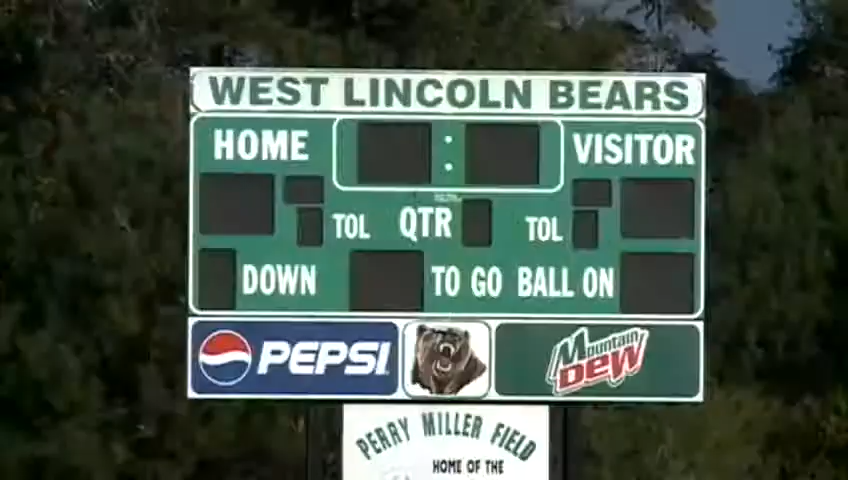 WEST LINCOLN BEARS
HOME : VISITOR
TOL QTR TOL
DOWN TO GO BALL ON
PEPSI Mountain DEW
PERRY MILLER FIELD
HOME OF THE